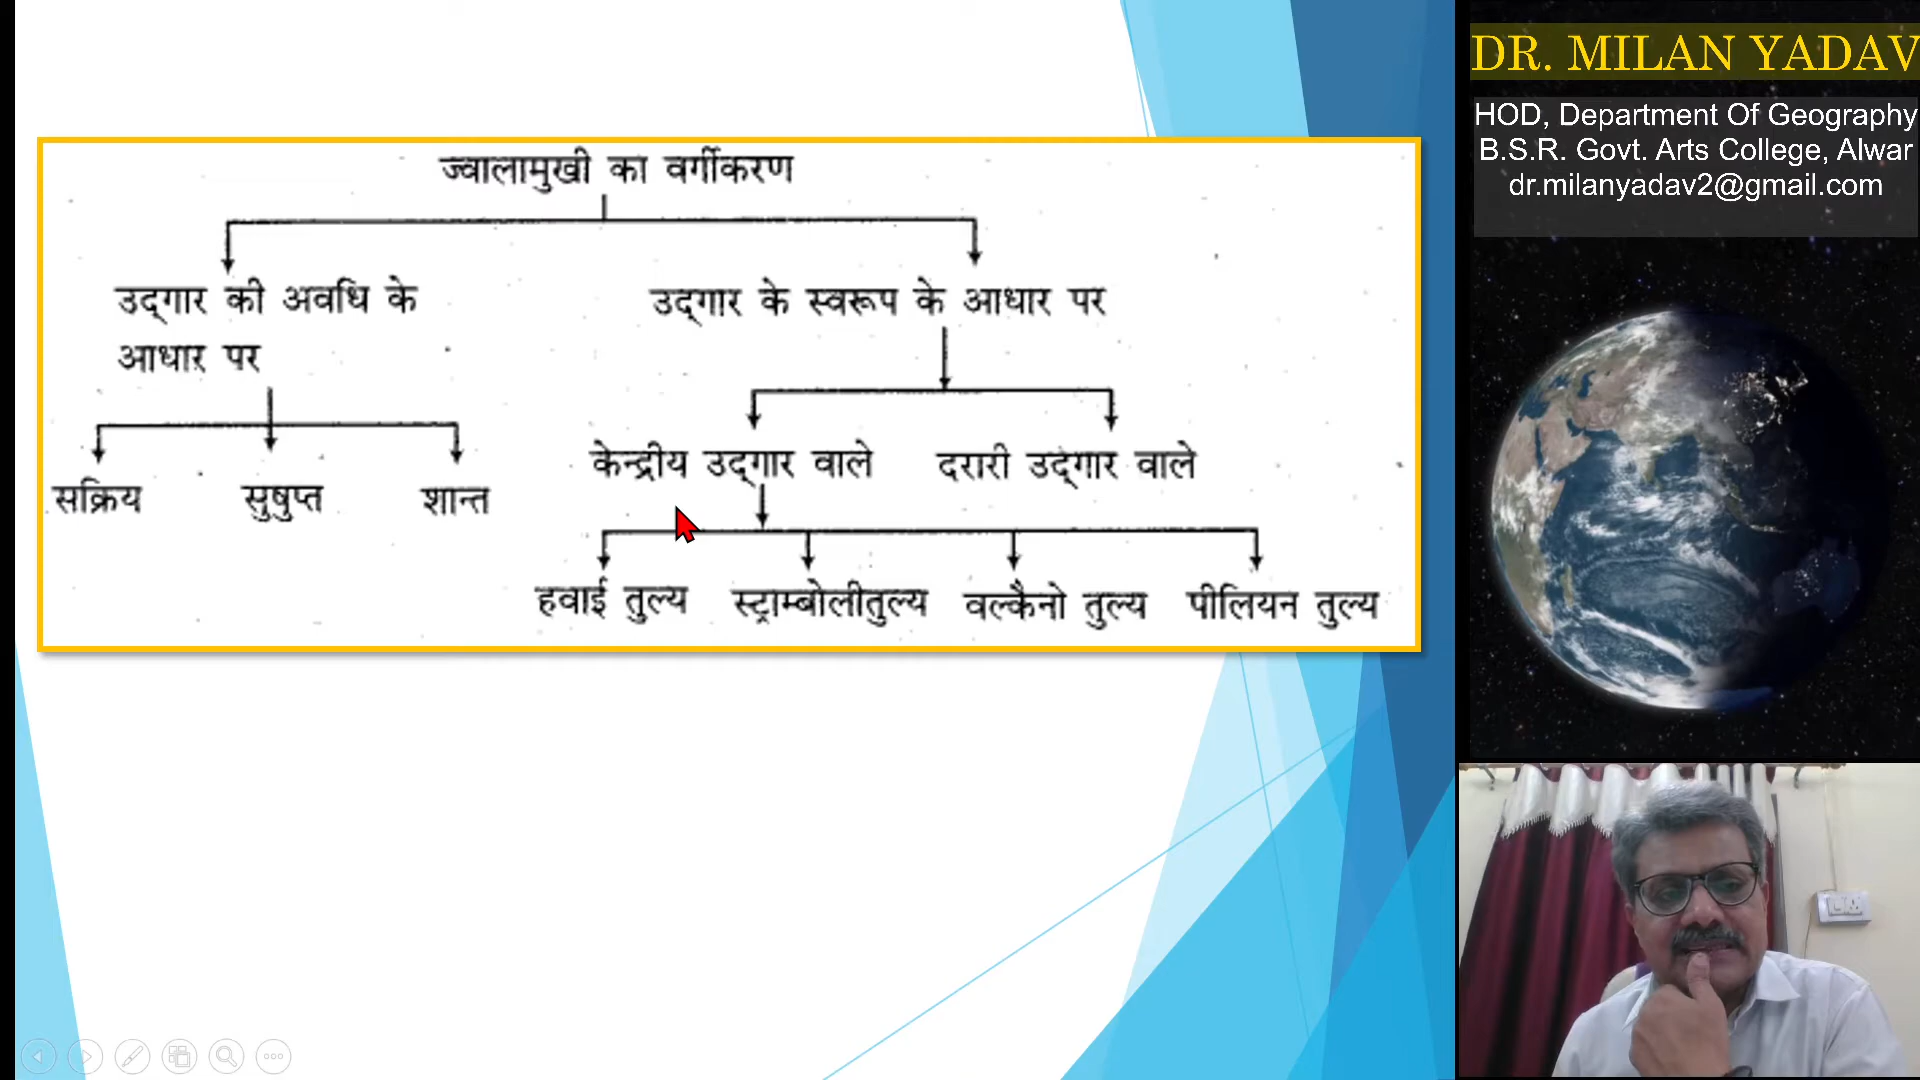 ज्वालामुखी का वर्गीकरण
उद्गार की अवधि के
आधार पर
उद्गार के स्वरूप के आधार पर
केन्द्रीय उद्गार वाले
दरारी उद्गार वाले
सक्रिय
सुषुप्त
शान्त
हवाई तुल्य
स्ट्राम्बोलीतुल्य
वल्कैनो तुल्य
पीलियन तुल्य
DR. MILAN YADAV
HOD, Department Of Geography
B.S.R. Govt. Arts College, Alwar
dr.milanyadav2@gmail.com